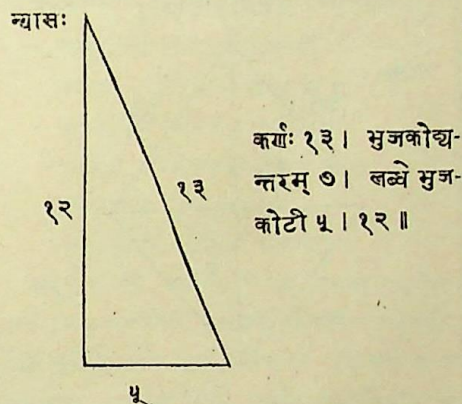 न्यासः
कर्णः १३। भुजकोट्य-
न्तरम् ७। लब्धे भुज-
कोटी ५। १२॥
१२
१३
५